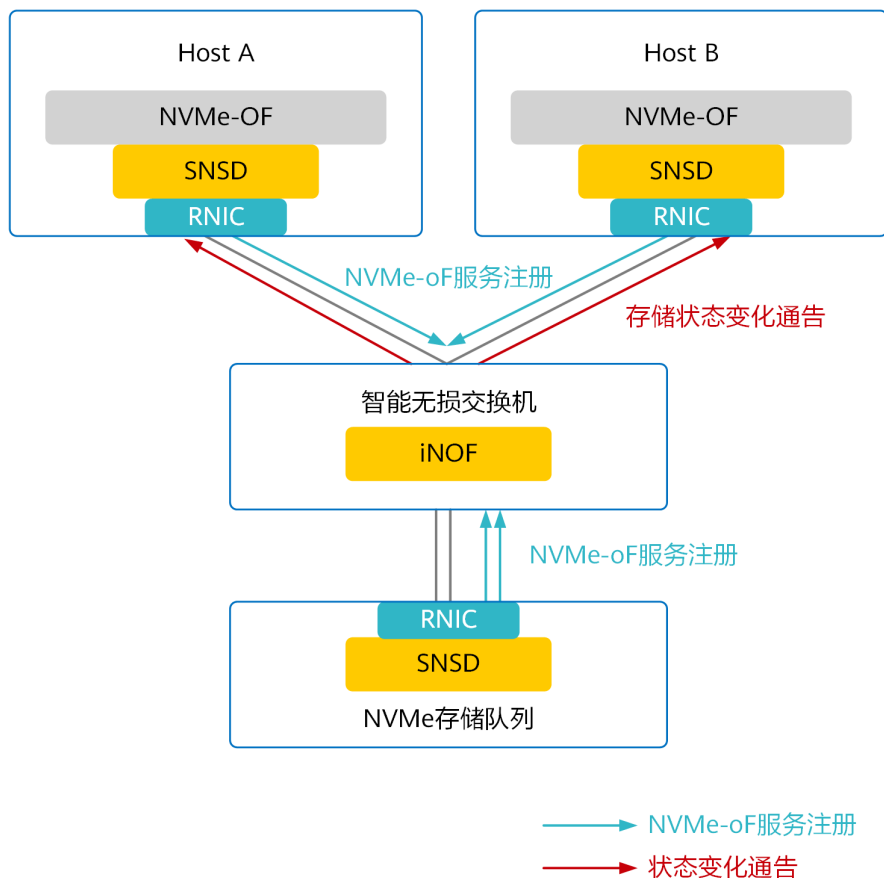 Host A
NVMe-OF
SNSD
RNIC
Host B
NVMe-OF
SNSD
RNIC
NVMe-oF服务注册
存储状态变化通告
智能无损交换机
iNOF
NVMe-oF服务注册
RNIC
SNSD
NVMe存储队列
NVMe-oF服务注册
状态变化通告